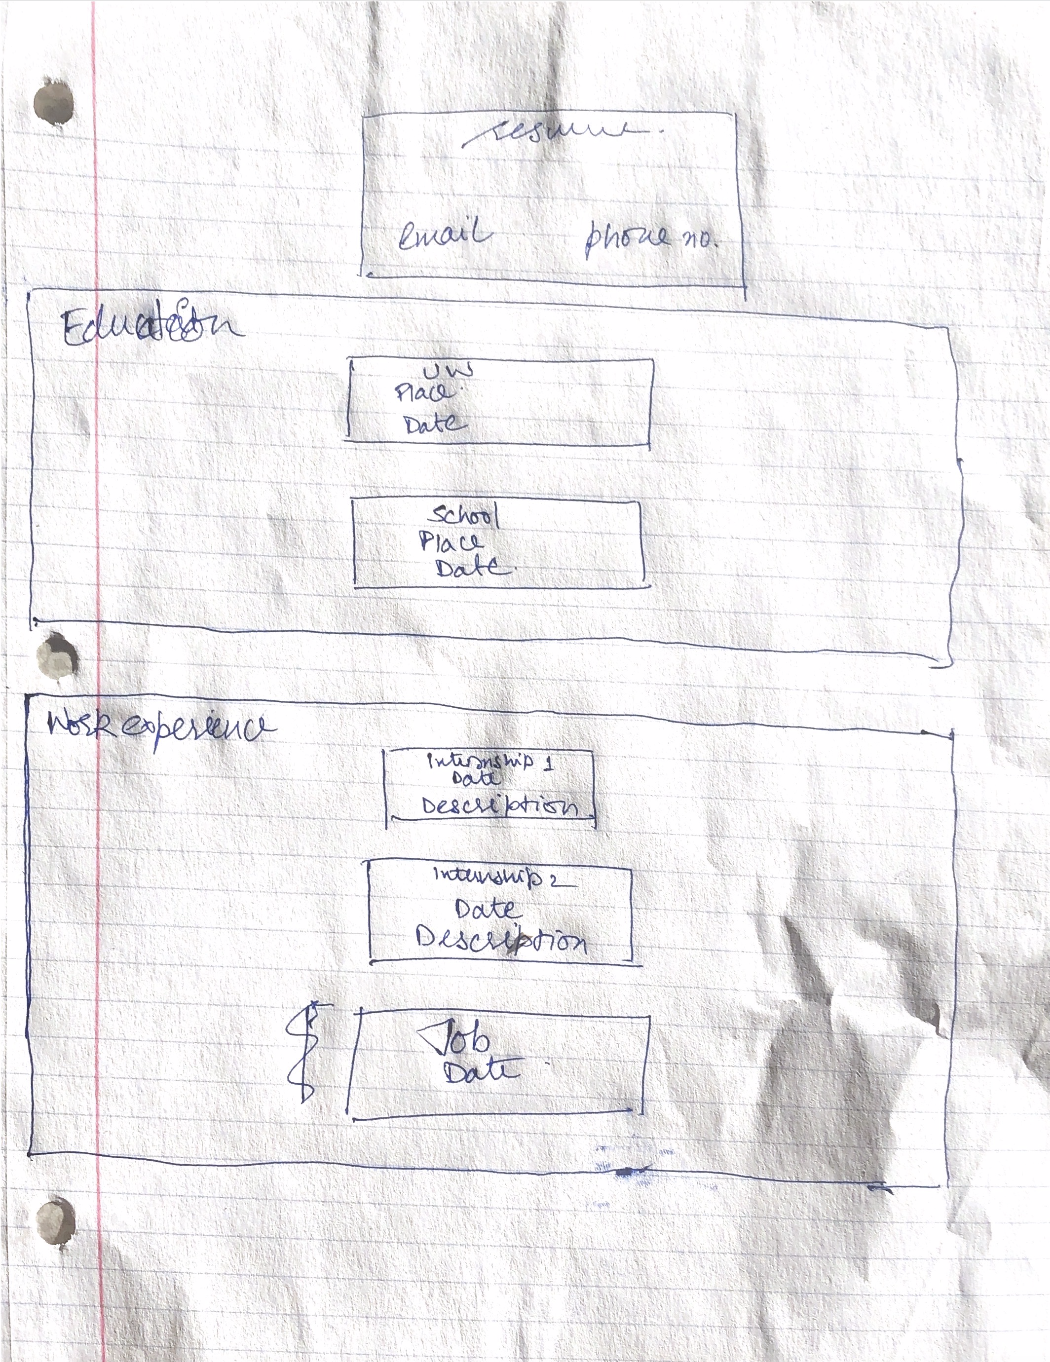 resume.
email phone no.
Education
UW
Place.
Date
School
Place
Date.
Work experience
Internship 1
Date
Description
Internship 2
Date
Description
Job
Date